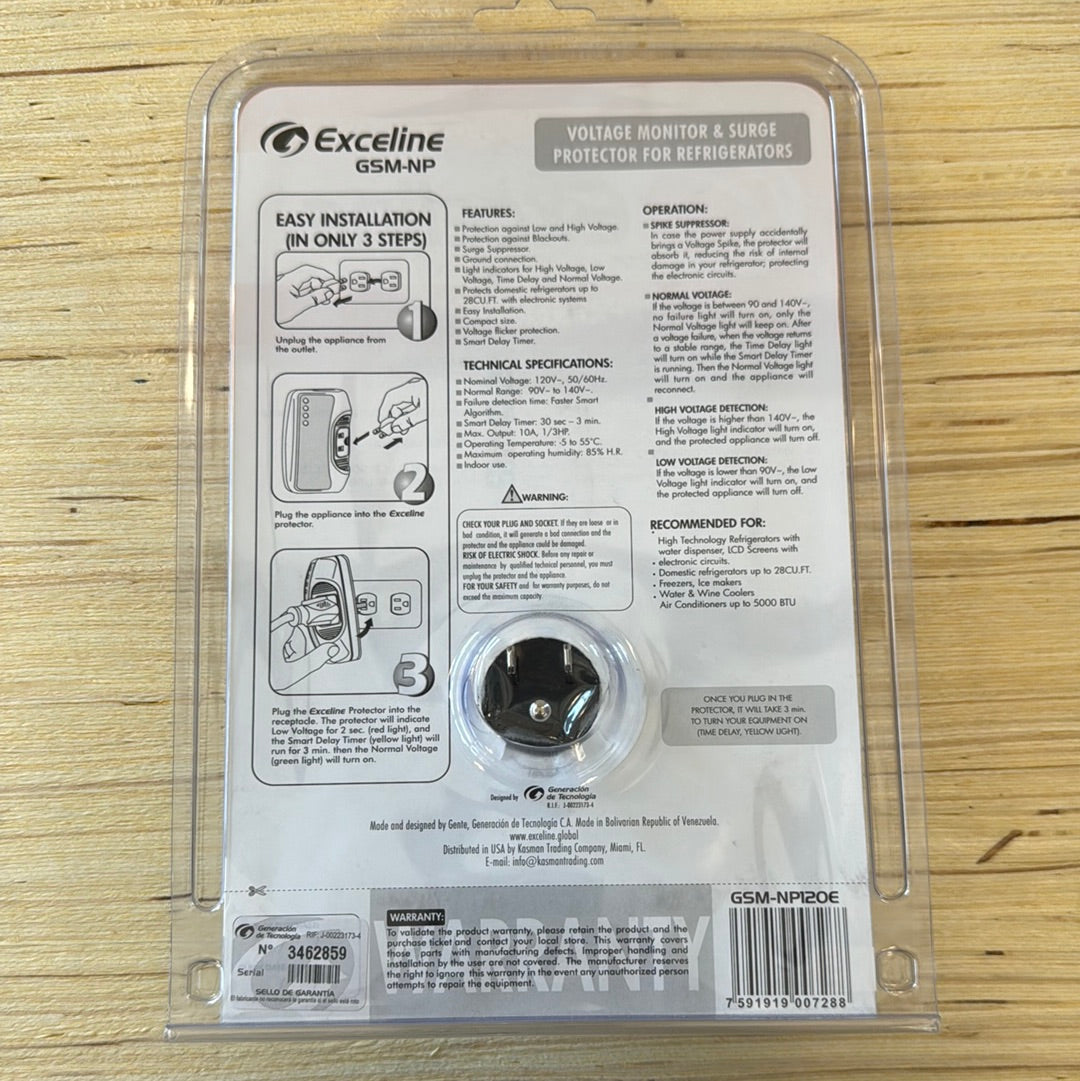 Exceline
GSM-NP
VOLTAGE MONITOR & SURGE
PROTECTOR FOR REFRIGERATORS
EASY INSTALLATION
(IN ONLY 3 STEPS)
1
Unplug the appliance from
the outlet.
2
Plug the appliance into the Exceline
protector.
3
Plug the Exceline Protector into the
receptacle. The protector will indicate
Low Voltage for 2 sec. (red light), and
the Smart Delay Timer (yellow light) will
run for 3 min. then the Normal Voltage
(green light) will turn on.
FEATURES:
Protection against Low and High Voltage.
Protection against Blackouts.
Surge Suppressor.
Ground connection.
Light indicators for High Voltage, Low
Voltage, Time Delay and Normal Voltage.
Protects domestic refrigerators up to
28CU.FT. with electronic systems
Easy Installation.
Compact size.
Voltage flicker protection.
Smart Delay Timer.
TECHNICAL SPECIFICATIONS:
Nominal Voltage: 120V~, 50/60Hz.
Normal Range: 90V~ to 140V~.
Failure detection time: Faster Smart
Algorithm.
Smart Delay Timer: 30 sec – 3 min.
Max. Output: 10A, 1/3HP.
Operating Temperature: -5 to 55°C.
Maximum operating humidity: 85% H.R.
Indoor use.
WARNING:
CHECK YOUR PLUG AND SOCKET. If they are loose or in
bad condition, it will generate a bad connection and the
protector and the appliance could be damaged.
RISK OF ELECTRIC SHOCK. Before any repair or
maintenance by qualified technical personnel, you must
unplug the protector and the appliance.
FOR YOUR SAFETY and for warranty purposes, do not
exceed the maximum capacity.
OPERATION:
SPIKE SUPPRESSOR:
In case the power supply accidentally
brings a Voltage Spike, the protector will
absorb it, reducing the risk of internal
damage in your refrigerator; protecting
the electronic circuits.
NORMAL VOLTAGE:
If the voltage is between 90 and 140V~,
no failure light will turn on, only the
Normal Voltage light will keep on. After
a voltage failure, when the voltage returns
to a stable range, the Time Delay light
will turn on while the Smart Delay Timer
is running. Then the Normal Voltage light
will turn on and the appliance will
reconnect.
HIGH VOLTAGE DETECTION:
If the voltage is higher than 140V~, the
High Voltage light indicator will turn on,
and the protected appliance will turn off.
LOW VOLTAGE DETECTION:
If the voltage is lower than 90V~, the Low
Voltage light indicator will turn on, and
the protected appliance will turn off.
RECOMMENDED FOR:
High Technology Refrigerators with
water dispenser, LCD Screens with
electronic circuits.
Domestic refrigerators up to 28CU.FT.
Freezers, Ice makers
Water & Wine Coolers
Air Conditioners up to 5000 BTU
ONCE YOU PLUG IN THE
PROTECTOR, IT WILL TAKE 3 min.
TO TURN YOUR EQUIPMENT ON
(TIME DELAY, YELLOW LIGHT).
Designed by Generación
de Tecnología
R.I.F.: J-00223173-4
Made and designed by Gente, Generación de Tecnología C.A. Made in Bolivarian Republic of Venezuela.
www.exceline.global
Distributed in USA by Kasman Trading Company, Miami, FL.
E-mail: info@kasmantrading.com
Generación
de Tecnología RIF: J-00223173-4
N° 3462859
Serial
SELLO DE GARANTÍA
El fabricante no reconocerá la garantía si el sello está roto
WARRANTY
WARRANTY:
To validate the product warranty, please retain the product and the
purchase ticket and contact your local store. This warranty covers
those parts with manufacturing defects. Improper handling and
installation by the user are not covered. The manufacturer reserves
the right to ignore this warranty in the event any unauthorized person
attempts to repair the equipment.
GSM-NP120E
7 591919 007288